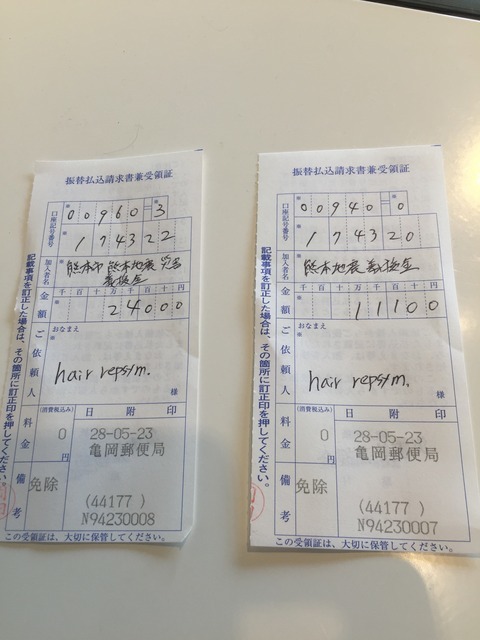 振替払込請求書兼受領証
口座記号番号
00960=3
174322
加入者名
熊本市 熊本地震 災害
義援金
金額
千百十万千百十円
24000
ご依頼人
おなまえ
hair repsym.
様
料金
(消費税込み)
0
円
日附印
28-05-23
亀岡郵便局
備考
免除
(44177 )
N94230008
記載事項を訂正した場合は、その箇所に訂正印を押してください。
この受領証は、大切に保管してください。
振替払込請求書兼受領証
口座記号番号
00940=0
174320
加入者名
熊本地震義援金
金額
千百十万千百十円
11100
ご依頼人
おなまえ
hair repsym.
様
料金
(消費税込み)
0
円
日附印
28-05-23
亀岡郵便局
備考
免除
(44177 )
N94230007
記載事項を訂正した場合は、その箇所に訂正印を押してください。
この受領証は、大切に保管してください。